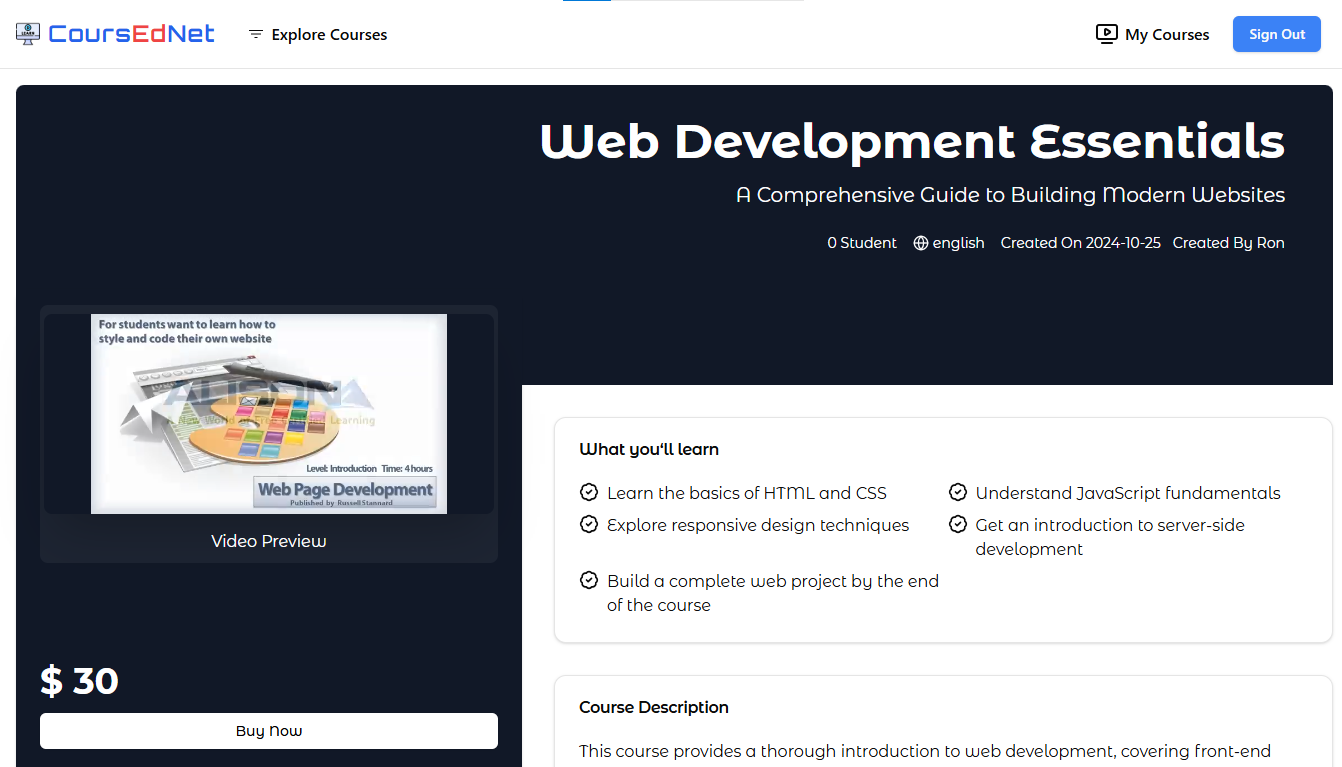 CoursEdNet
Explore Courses
My Courses
Sign Out
Web Development Essentials
A Comprehensive Guide to Building Modern Websites
0 Student english Created On 2024-10-25 Created By Ron
For students want to learn how to
style and code their own website
ALISON
A New World of Free Certified Learning
Level: Introduction Time: 4 hours
Web Page Development
Published by Russell Stannard
Video Preview
$ 30
Buy Now
What you'll learn
Learn the basics of HTML and CSS
Understand JavaScript fundamentals
Explore responsive design techniques
Get an introduction to server-side
development
Build a complete web project by the end
of the course
Course Description
This course provides a thorough introduction to web development, covering front-end